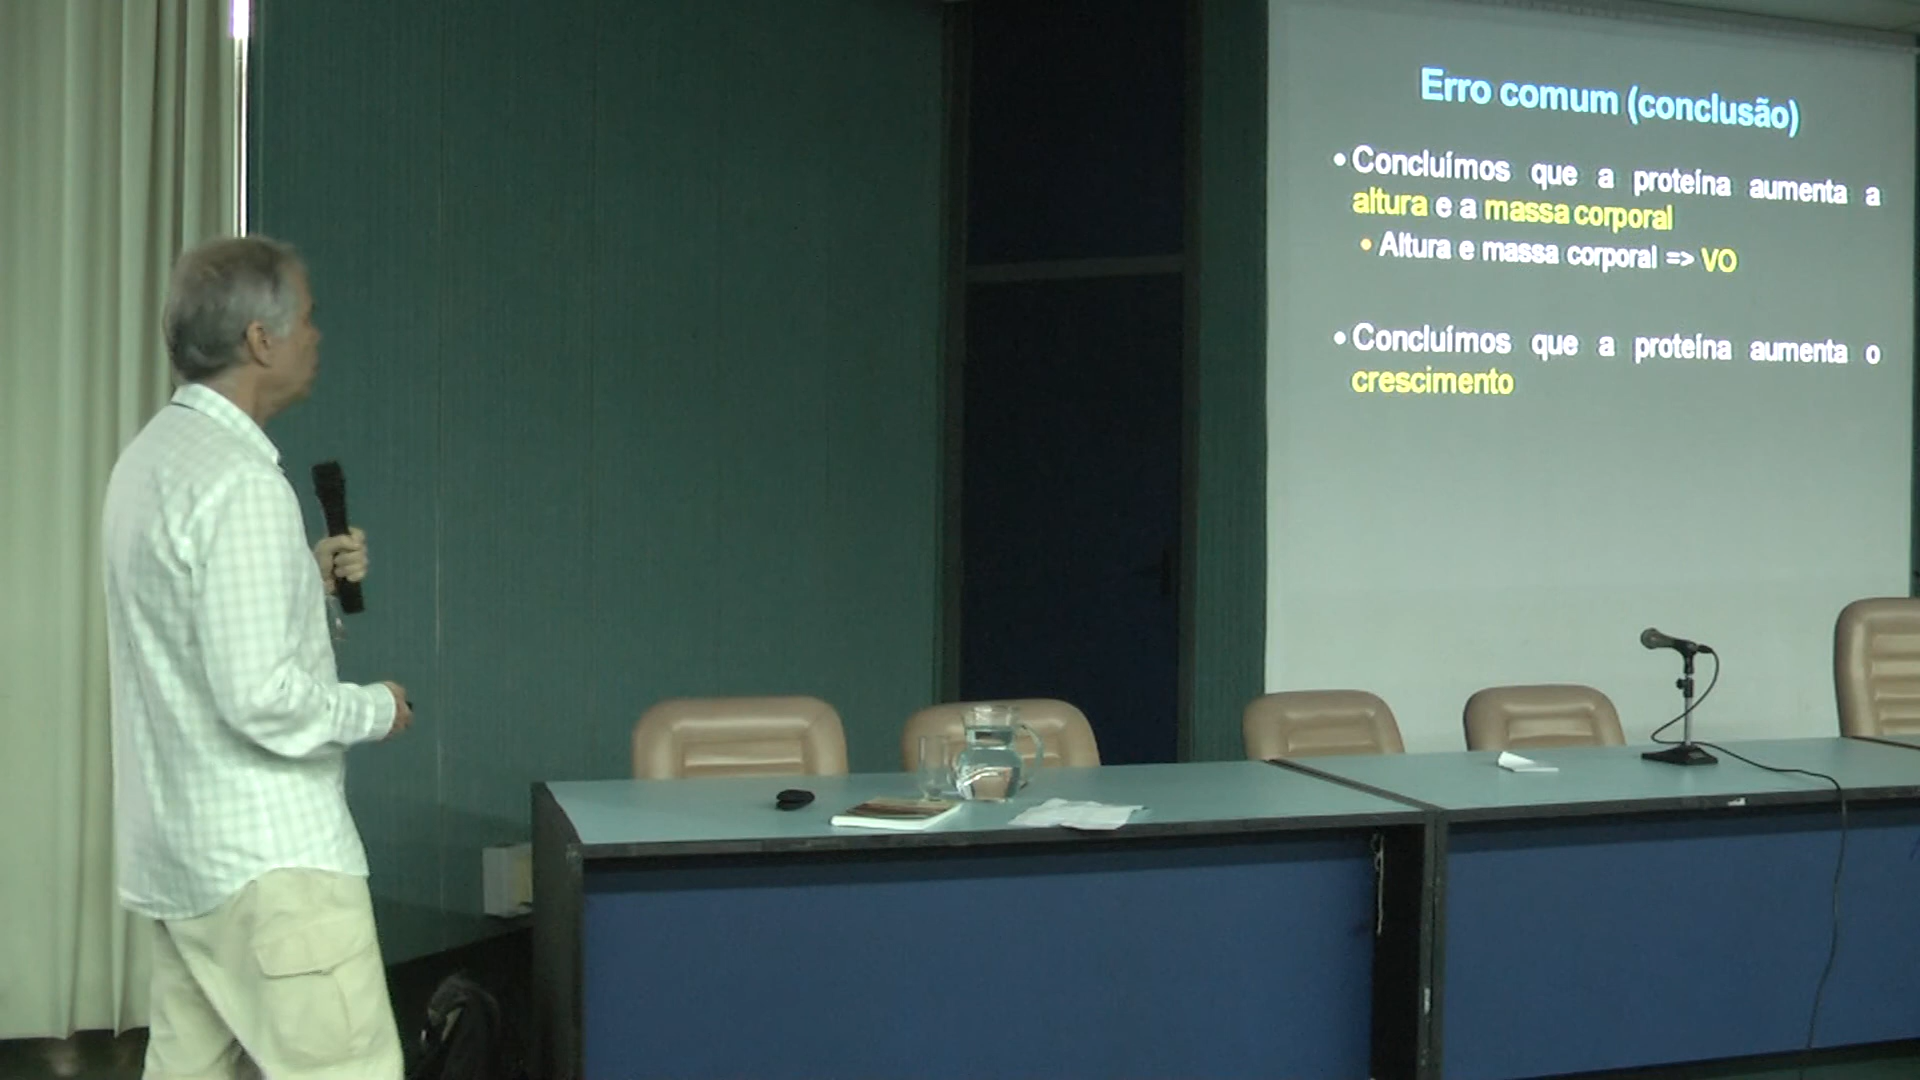 Erro comum (conclusão)
• Concluímos que a proteína aumenta a
altura e a massa corporal
• Altura e massa corporal => VO
• Concluímos que a proteína aumenta o
crescimento